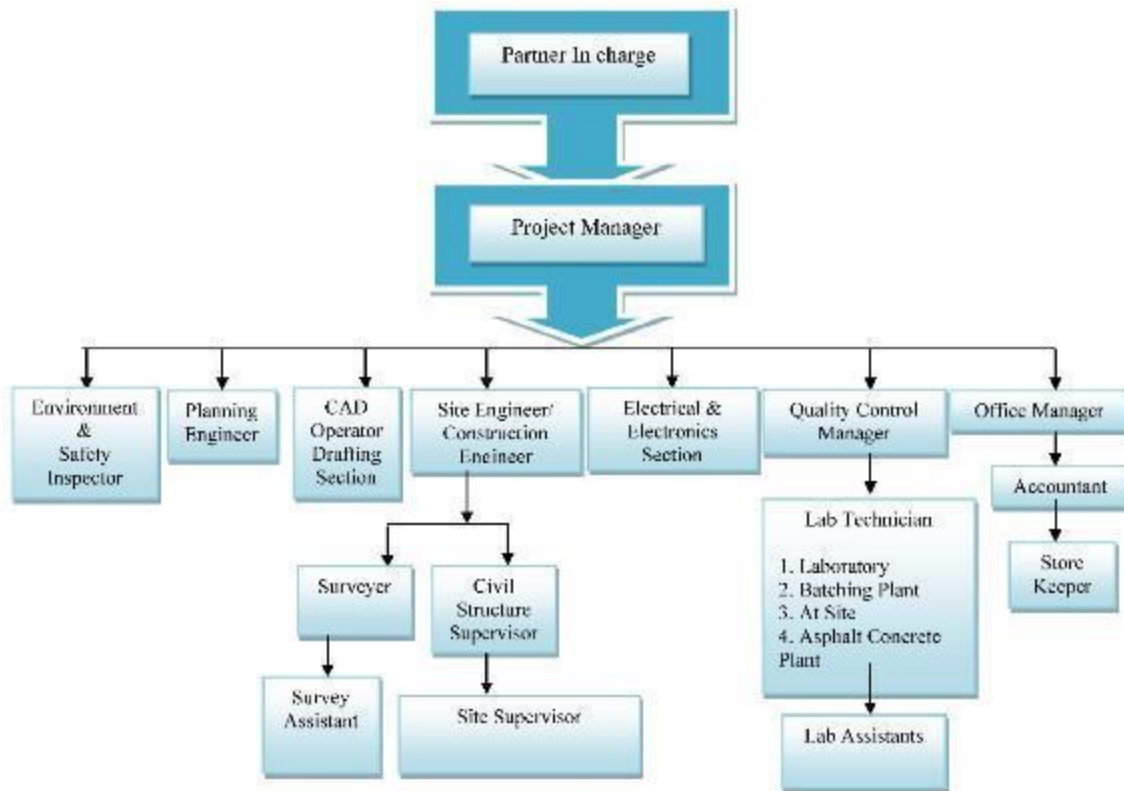 Partner In charge
Project Manager
Environment
&
Safety
Inspector
Planning
Engineer
CAD
Operator
Drafting
Section
Site Engineer/
Construction
Engineer
Electrical &
Electronics
Section
Quality Control
Manager
Office Manager
Accountant
Store
Keeper
Lab Technician
1. Laboratory
2. Batching Plant
3. At Site
4. Asphalt Concrete
Plant
Lab Assistants
Surveyer
Civil
Structure
Supervisor
Survey
Assistant
Site Supervisor